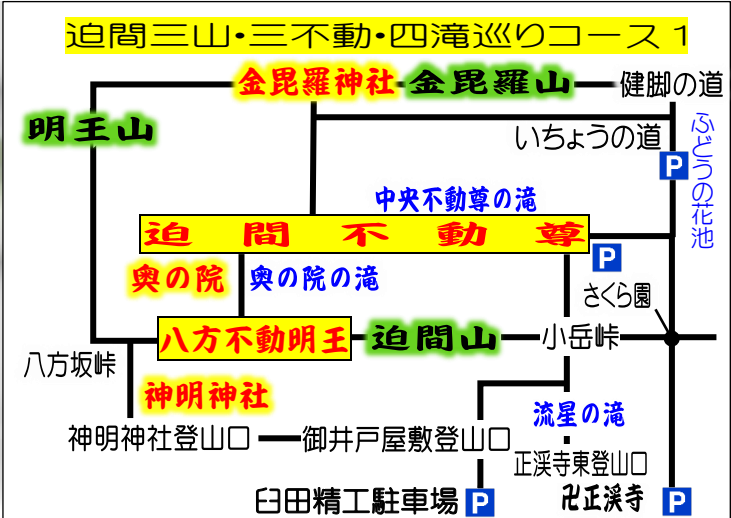 迫間三山・三不動・四滝巡りコース１
金毘羅神社 金毘羅山 健脚の道
明王山
いちょうの道
P
ふどうの花池
中央不動尊の滝
迫間不動尊
P
奥の院 奥の院の滝
さくら園
八方不動明王 迫間山 小岳峠
八方坂峠
神明神社
流星の滝
神明神社登山口 御井戸屋敷登山口
正渓寺東登山口
臼田精工駐車場 P
卍正渓寺 P